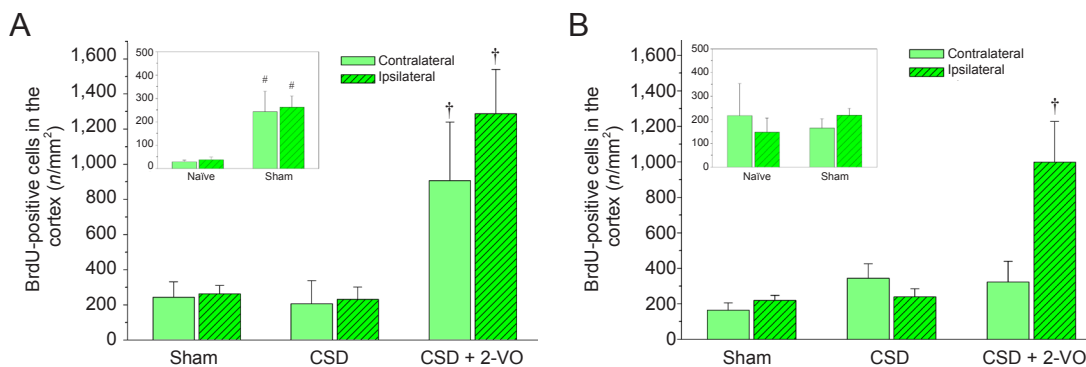 A
BrdU-positive cells in the
cortex (n/mm²)
1,600
1,400
1,200
1,000
800
600
400
200
0
500
400
300
200
100
0
Naïve
Sham
#
#
Contralateral
Ipsilateral
†
†
Sham
CSD
CSD + 2-VO
B
BrdU-positive cells in the
cortex (n/mm²)
1,600
1,400
1,200
1,000
800
600
400
200
0
500
400
300
200
100
0
Naïve
Sham
Contralateral
Ipsilateral
†
Sham
CSD
CSD + 2-VO